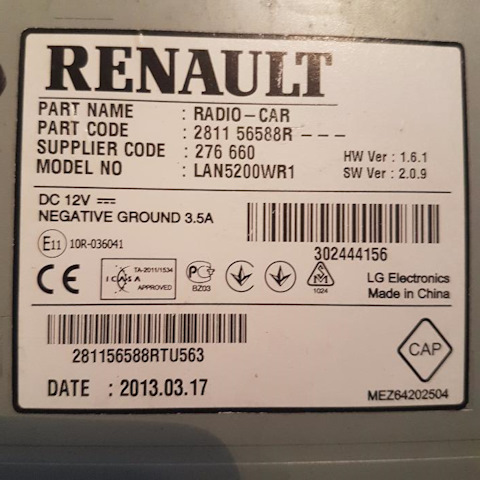 RENAULT
PART NAME : RADIO-CAR
PART CODE : 2811 56588R - - -
SUPPLIER CODE : 276 660
MODEL NO : LAN5200WR1
HW Ver : 1.6.1
SW Ver : 2.0.9
DC 12V ⎓
NEGATIVE GROUND 3.5A
E11 10R-036041
302444156
CE
ICASA
TA-2011/1534
APPROVED
BZ03
1024
LG Electronics
Made in China
281156588RTU563
CAP
DATE : 2013.03.17
MEZ64202504